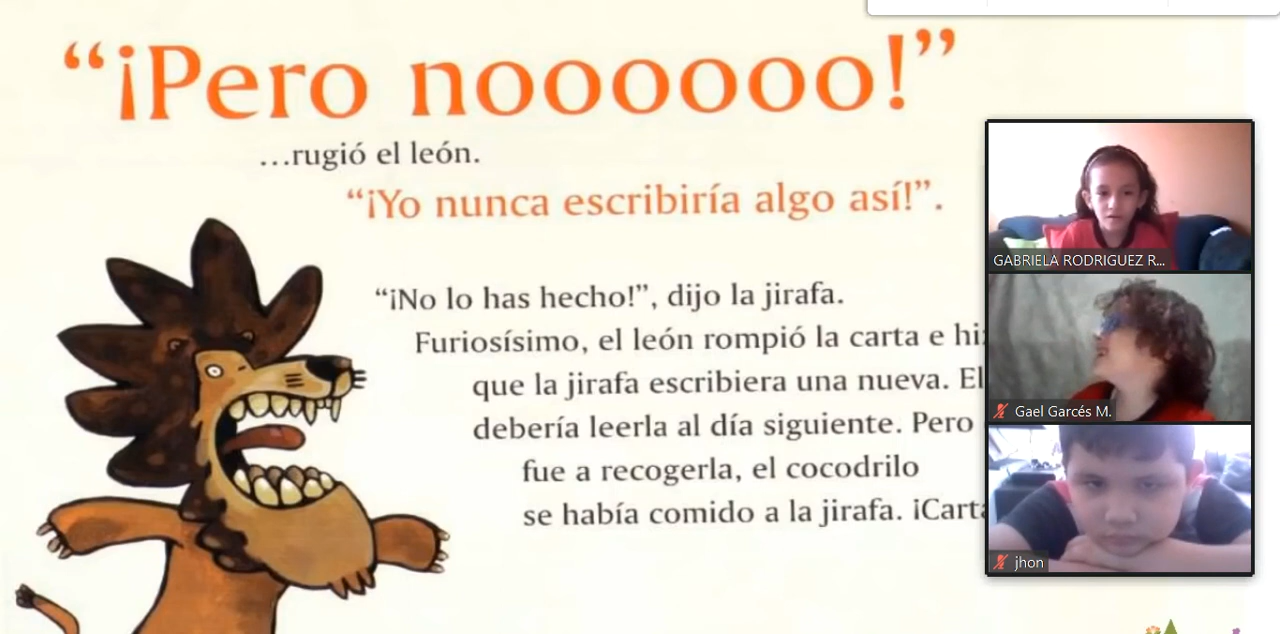 “¡Pero nooooooo!”
...rugió el león.
“¡Yo nunca escribiría algo así!”.
“¡No lo has hecho!”, dijo la jirafa.
Furiosísimo, el león rompió la carta e
que la jirafa escribiera una nueva.
debería leerla al día siguiente. Pero
fue a recogerla, el cocodrilo
se había comido a la jirafa.
GABRIELA RODRIGUEZ R...
Gael Garcés M.
jhon